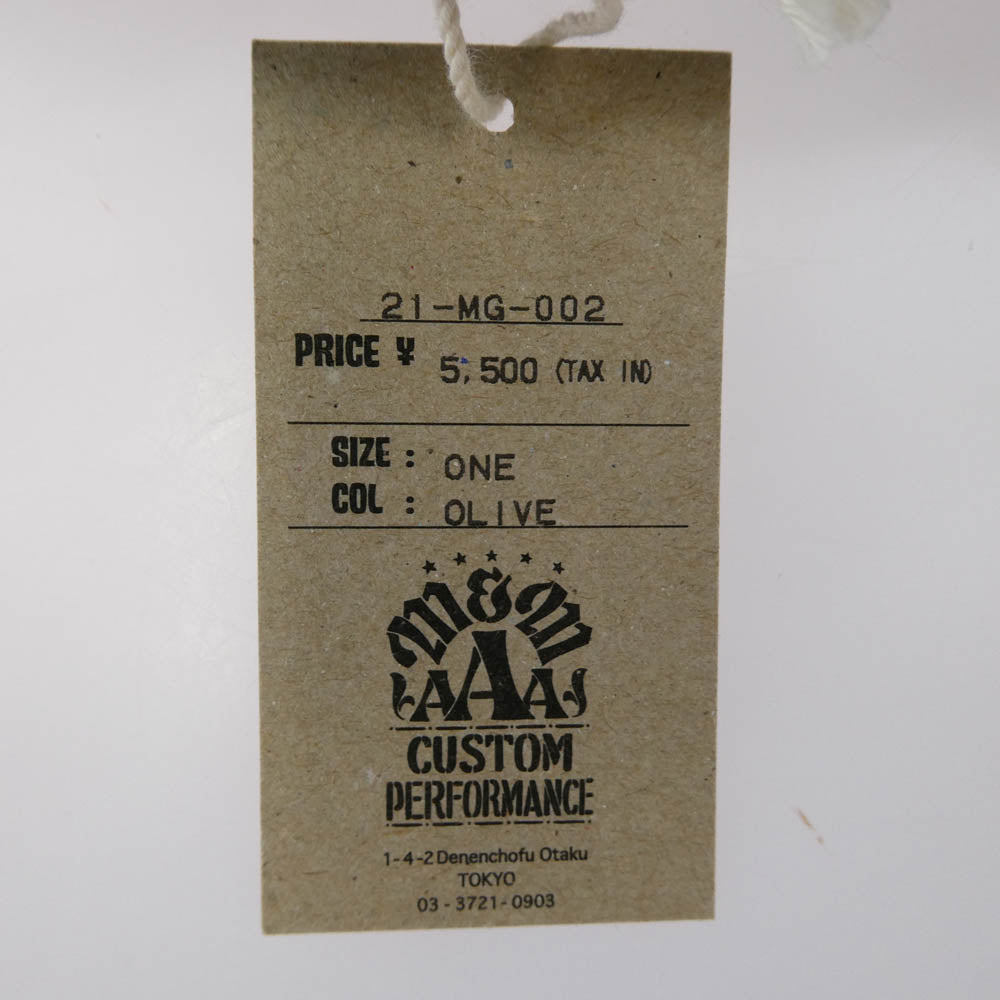 21-MG-002
PRICE ¥ 5,500 (TAX IN)
SIZE : ONE
COL : OLIVE
M&M
AAA
CUSTOM
PERFORMANCE
1-4-2 Denenchofu Otaku
TOKYO
03-3721-0903